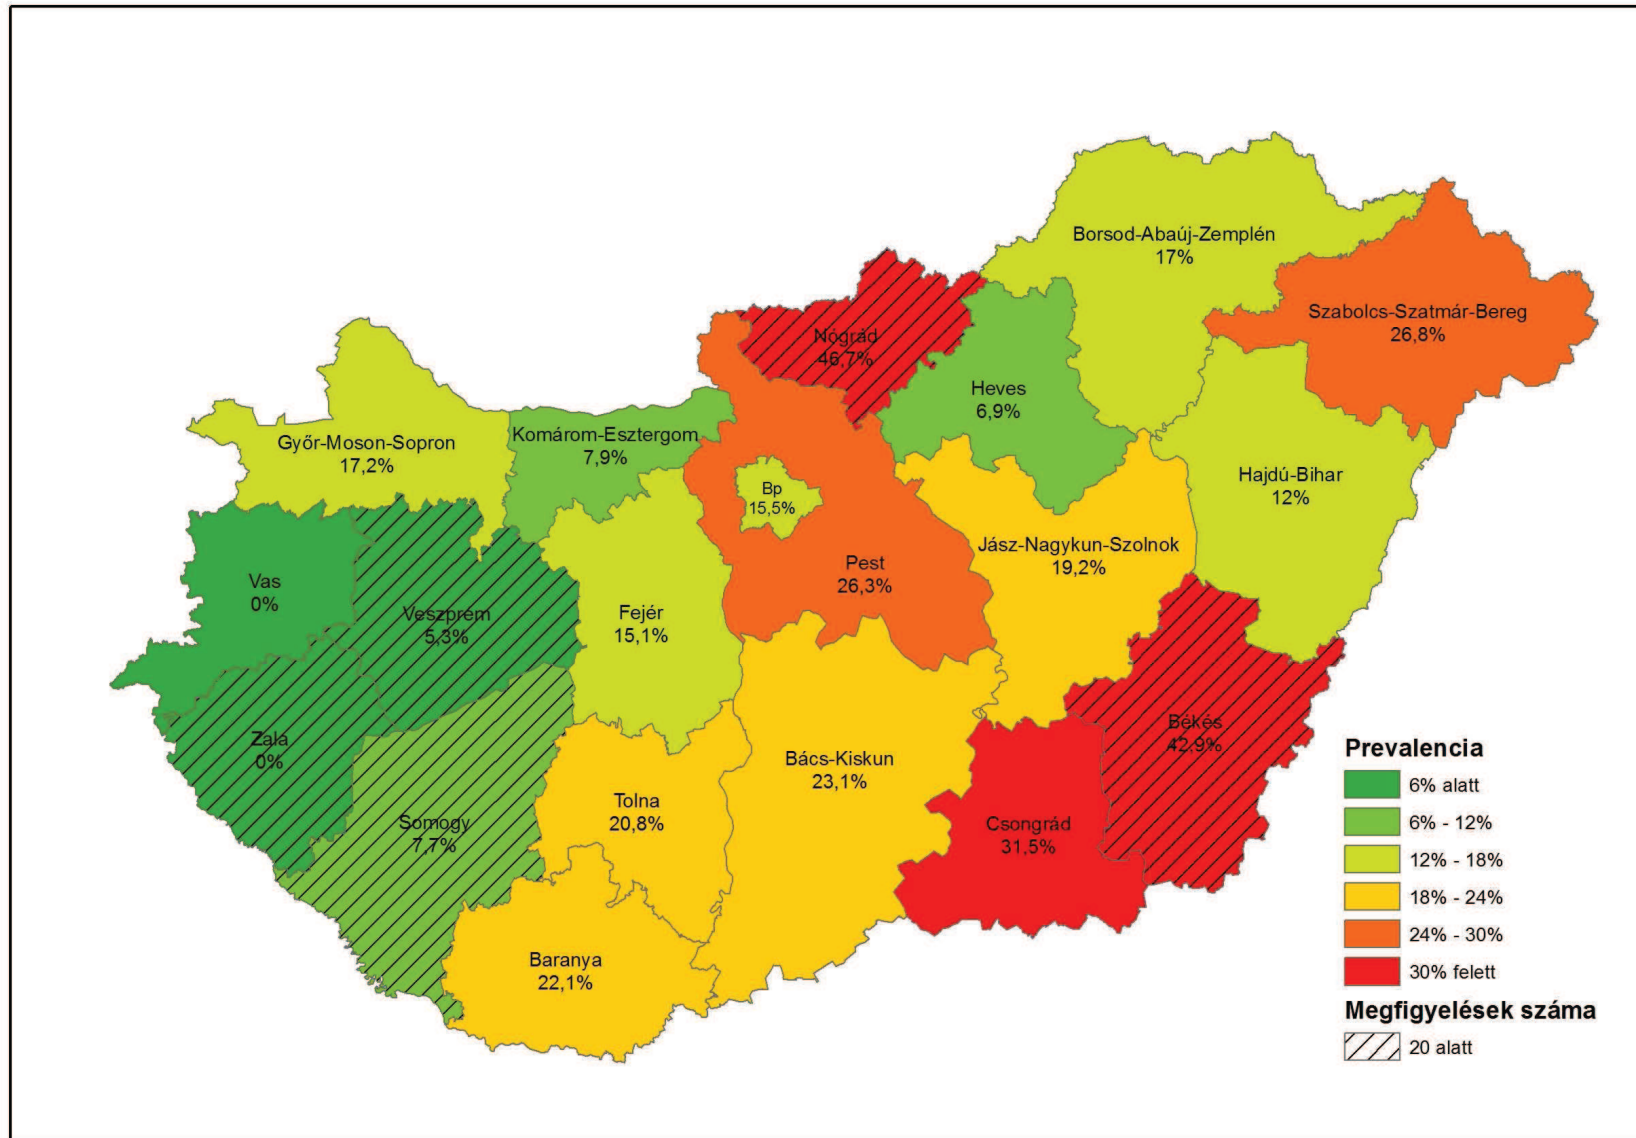 Borsod-Abaúj-Zemplén
17%
Szabolcs-Szatmár-Bereg
26,8%
Nógrád
46,7%
Heves
6,9%
Győr-Moson-Sopron
17,2%
Komárom-Esztergom
7,9%
Hajdú-Bihar
12%
Bp
15,5%
Jász-Nagykun-Szolnok
19,2%
Pest
26,3%
Vas
0%
Veszprém
5,3%
Fejér
15,1%
Zala
0%
Békés
42,9%
Bács-Kiskun
23,1%
Tolna
20,8%
Somogy
7,7%
Csongrád
31,5%
Baranya
22,1%
Prevalencia
6% alatt
6% - 12%
12% - 18%
18% - 24%
24% - 30%
30% felett
Megfigyelések száma
20 alatt